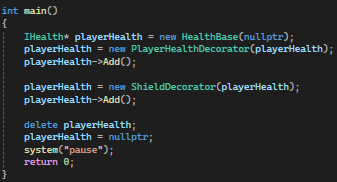 int main()
{
IHealth* playerHealth = new HealthBase(nullptr);
playerHealth = new PlayerHealthDecorator(playerHealth);
playerHealth->Add();
playerHealth = new ShieldDecorator(playerHealth);
playerHealth->Add();
delete playerHealth;
playerHealth = nullptr;
system("pause");
return 0;
}